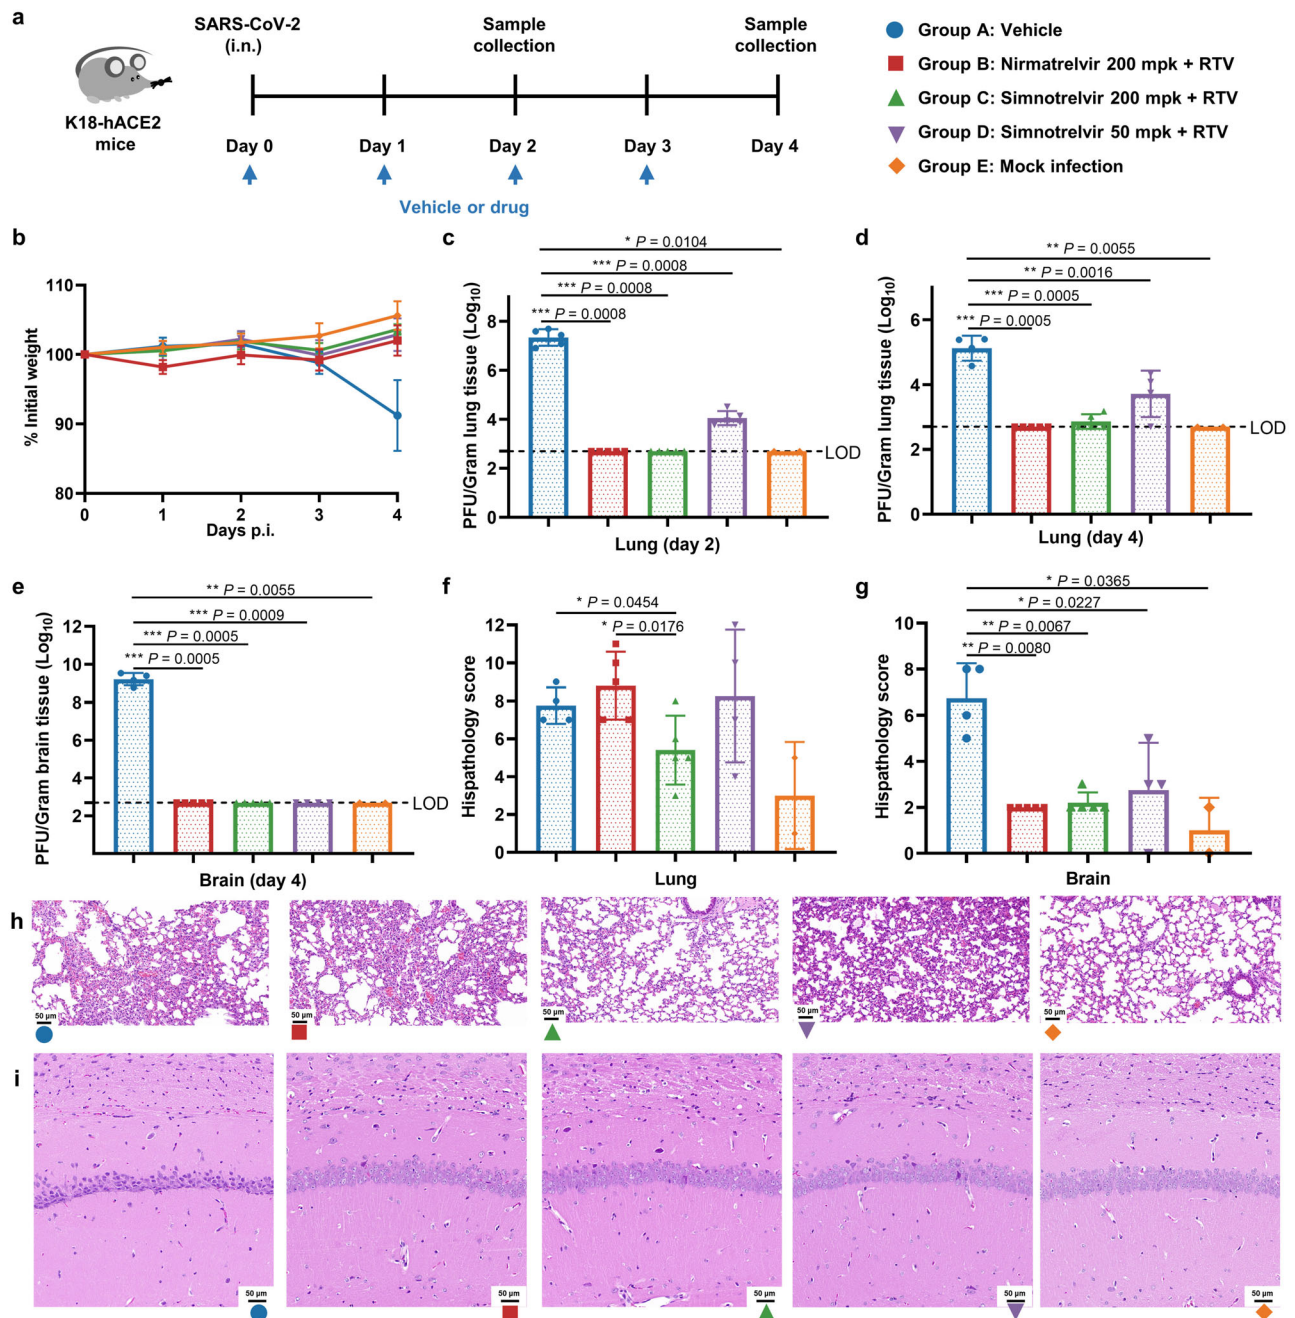 a
SARS-CoV-2
(i.n.)
Sample
collection
Sample
collection
K18-hACE2
mice
Day 0
Day 1
Day 2
Day 3
Day 4
Vehicle or drug
Group A: Vehicle
Group B: Nirmatrelvir 200 mpk + RTV
Group C: Simnotrelvir 200 mpk + RTV
Group D: Simnotrelvir 50 mpk + RTV
Group E: Mock infection
b
% Initial weight
110
100
90
80
0 1 2 3 4
Days p.i.
c
PFU/Gram lung tissue (Log10)
* P = 0.0104
*** P = 0.0008
*** P = 0.0008
*** P = 0.0008
8
6
4
2
0
LOD
Lung (day 2)
d
PFU/Gram lung tissue (Log10)
** P = 0.0055
** P = 0.0016
*** P = 0.0005
*** P = 0.0005
6
4
2
0
LOD
Lung (day 4)
e
PFU/Gram brain tissue (Log10)
** P = 0.0055
*** P = 0.0009
*** P = 0.0005
*** P = 0.0005
12
10
8
6
4
2
LOD
Brain (day 4)
f
Hispathology score
* P = 0.0454
* P = 0.0176
12
10
8
6
4
2
0
Lung
g
Hispathology score
* P = 0.0365
* P = 0.0227
** P = 0.0067
** P = 0.0080
10
8
6
4
2
0
Brain
h
50 µm
50 µm
50 µm
50 µm
50 µm
i
50 µm
50 µm
50 µm
50 µm
50 µm